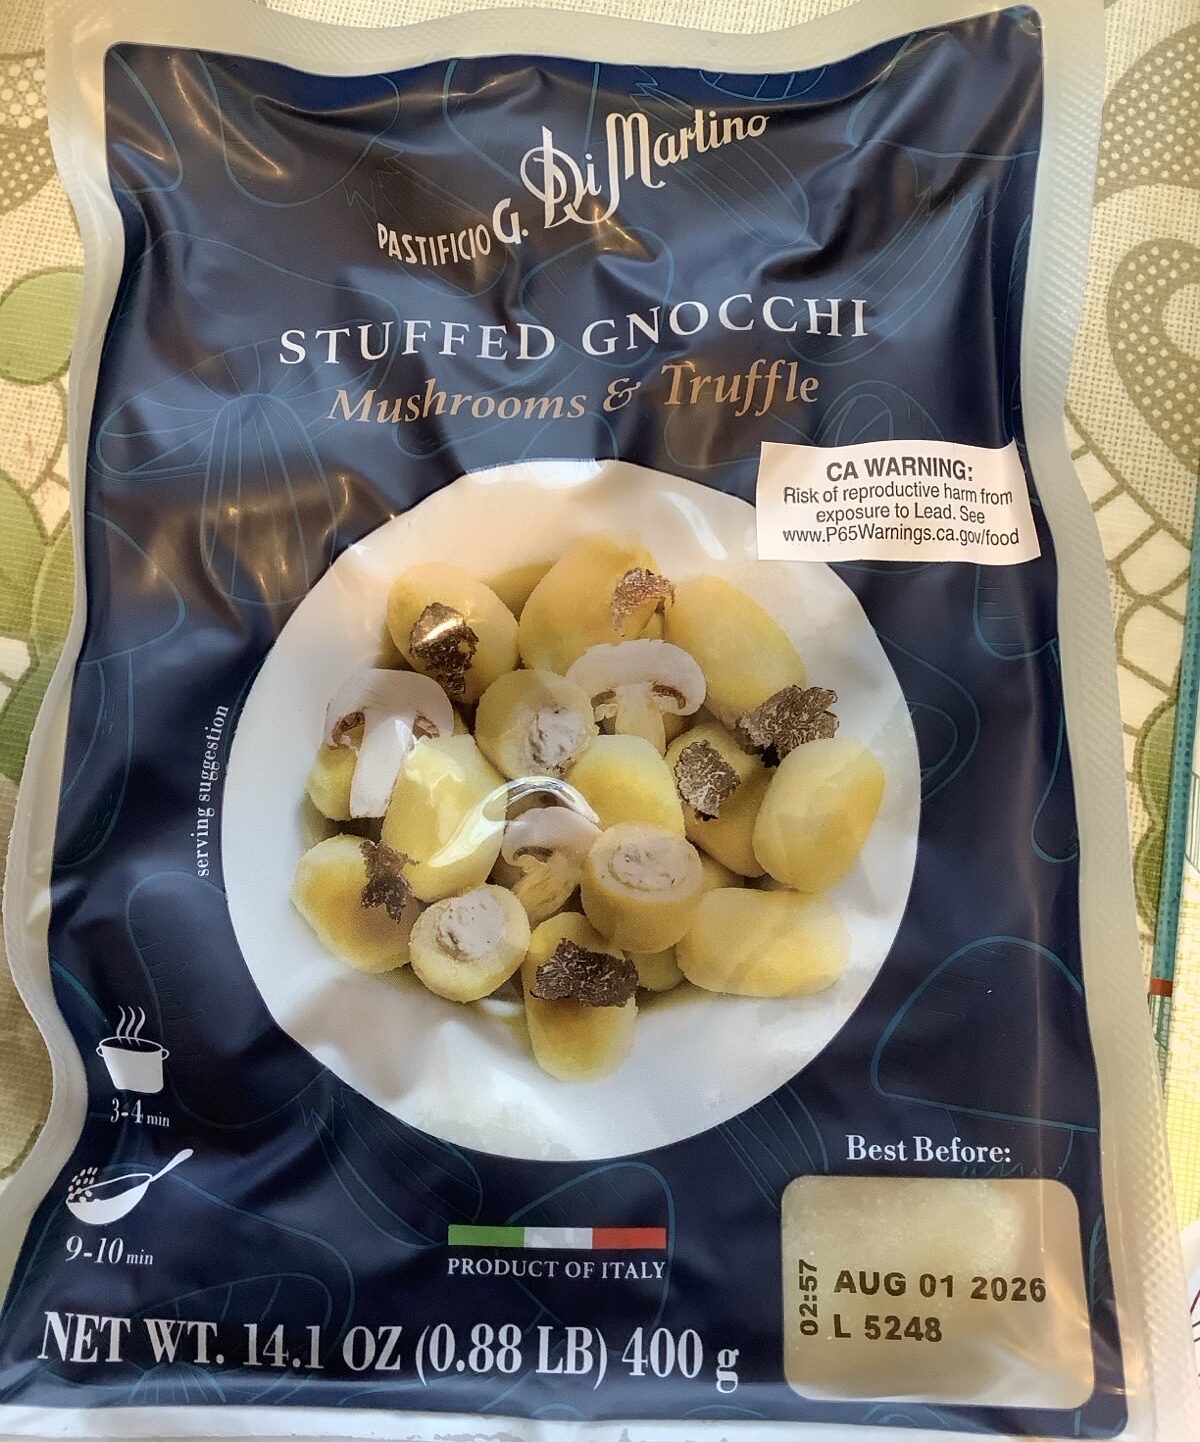 PASTIFICIO G. Di Martino
STUFFED GNOCCHI
Mushrooms & Truffle
CA WARNING:
Risk of reproductive harm from
exposure to Lead. See
www.P65Warnings.ca.gov/food
serving suggestion
3-4 min
9-10 min
PRODUCT OF ITALY
NET WT. 14.1 OZ (0.88 LB) 400 g
Best Before:
02:57
AUG 01 2026
L 5248